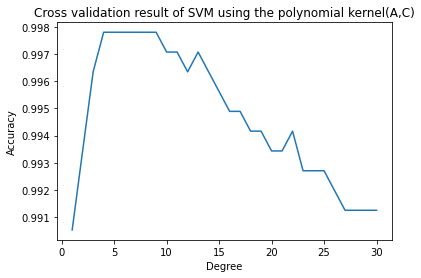 Cross validation result of SVM using the polynomial kernel(A,C)
0.998
0.997
0.996
0.995
0.994
0.993
0.992
0.991
Accuracy
0 5 10 15 20 25 30
Degree